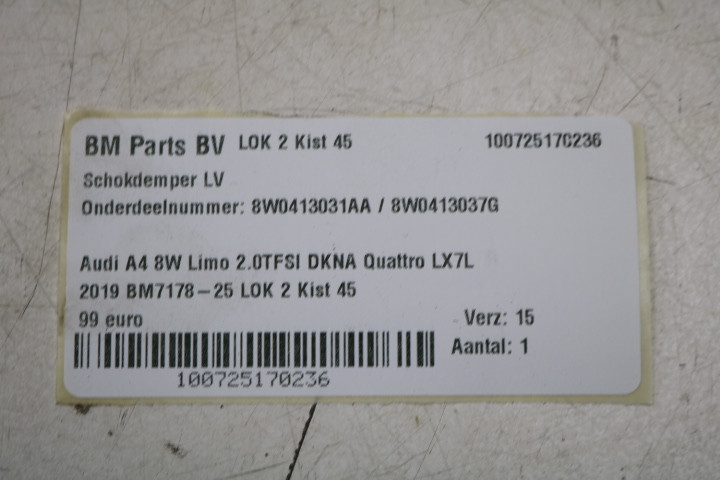 BM Parts BV LOK 2 Kist 45 100725170236
Schokdemper LV
Onderdeelnummer: 8W0413031AA / 8W0413037G
Audi A4 8W Limo 2.0TFSI DKNA Quattro LX7L
2019 BM7178-25 LOK 2 Kist 45
99 euro Verz: 15
Aantal: 1
100725170236